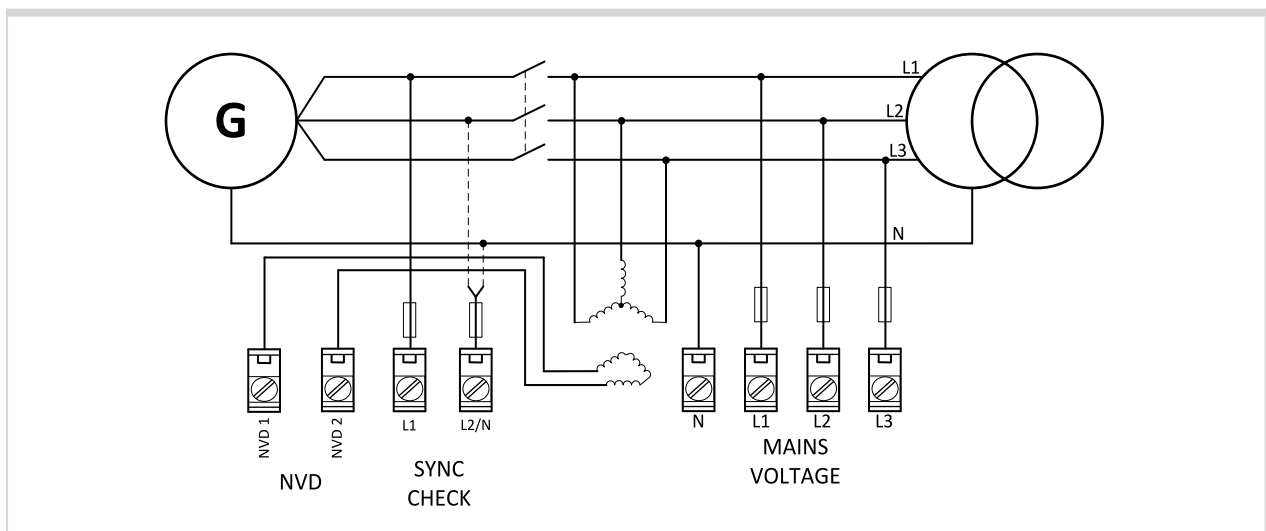 L1
G
L2
L3
N
NVD 1
NVD 2
L1
L2/N
N
L1
L2
L3
NVD
SYNC
CHECK
MAINS
VOLTAGE